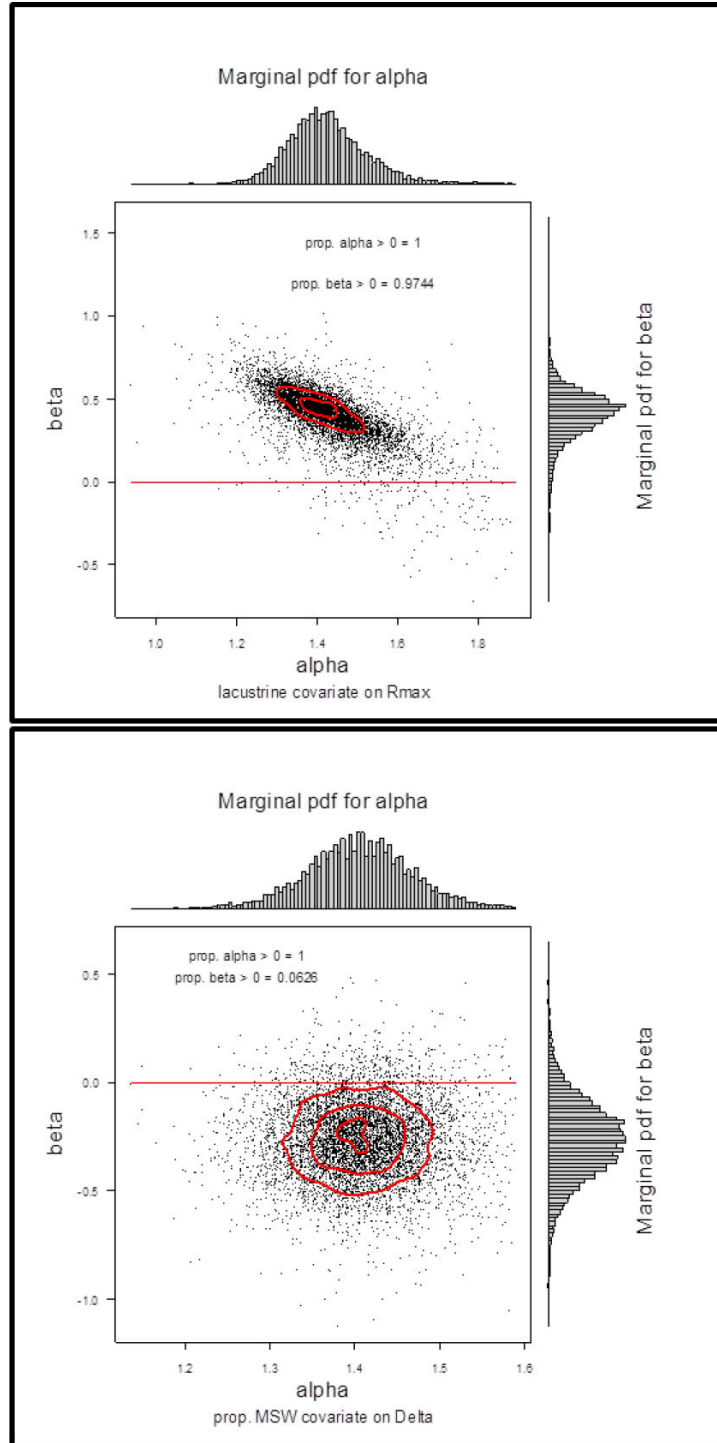 Marginal pdf for alpha
prop. alpha > 0 = 1
prop. beta > 0 = 0.9744
1.5
1.0
0.5
0.0
-0.5
beta
Marginal pdf for beta
1.0 1.2 1.4 1.6 1.8
alpha
lacustrine covariate on Rmax
Marginal pdf for alpha
prop. alpha > 0 = 1
prop. beta > 0 = 0.0626
0.5
0.0
-0.5
-1.0
beta
Marginal pdf for beta
1.2 1.3 1.4 1.5 1.6
alpha
prop. MSW covariate on Delta